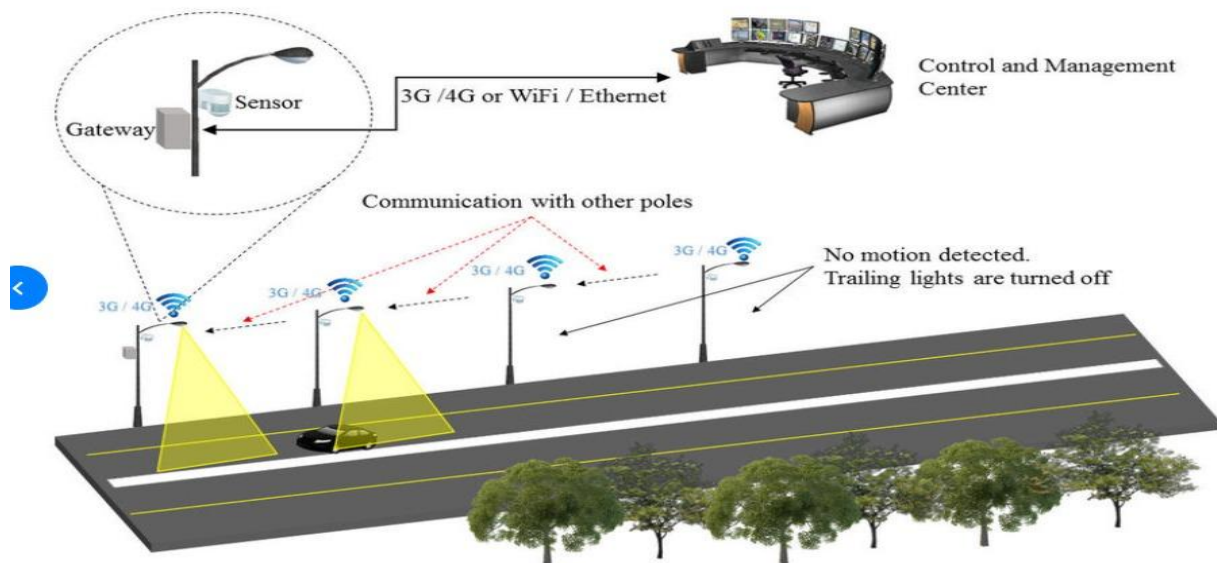 Sensor
Gateway
3G /4G or WiFi / Ethernet
Control and Management
Center
Communication with other poles
3G / 4G
3G / 4G
3G / 4G
3G / 4G
No motion detected.
Trailing lights are turned off